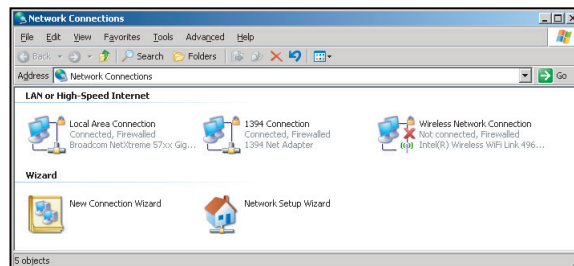 Network Connections
File Edit View Favorites Tools Advanced Help
Back Search Folders
Address Network Connections Go
LAN or High-Speed Internet
Local Area Connection
Connected, Firewalled
Broadcom NetXtreme 57xx Gig...
1394 Connection
Connected, Firewalled
1394 Net Adapter
Wireless Network Connection
Not connected, Firewalled
Intel(R) Wireless WiFi Link 496...
Wizard
New Connection Wizard
Network Setup Wizard
5 objects